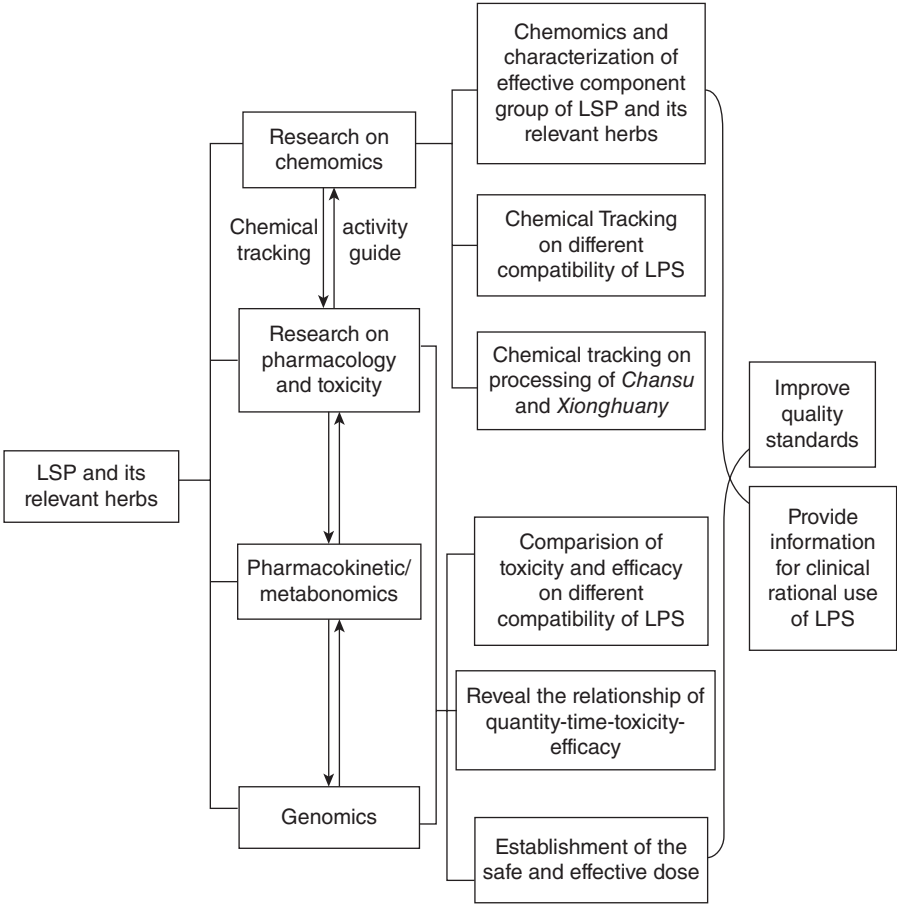 LSP and its
relevant herbs
Research on
chemomics
Chemical
tracking
activity
guide
Research on
pharmacology
and toxicity
Pharmacokinetic/
metabonomics
Genomics
Chemomics and
characterization of
effective component
group of LSP and its
relevant herbs
Chemical Tracking
on different
compatibility of LPS
Chemical tracking on
processing of Chansu
and Xionghuany
Comparision of
toxicity and efficacy
on different
compatibility of LPS
Reveal the relationship of
quantity-time-toxicity-
efficacy
Establishment of the
safe and effective dose
Improve
quality
standards
Provide
information
for clinical
rational use
of LPS